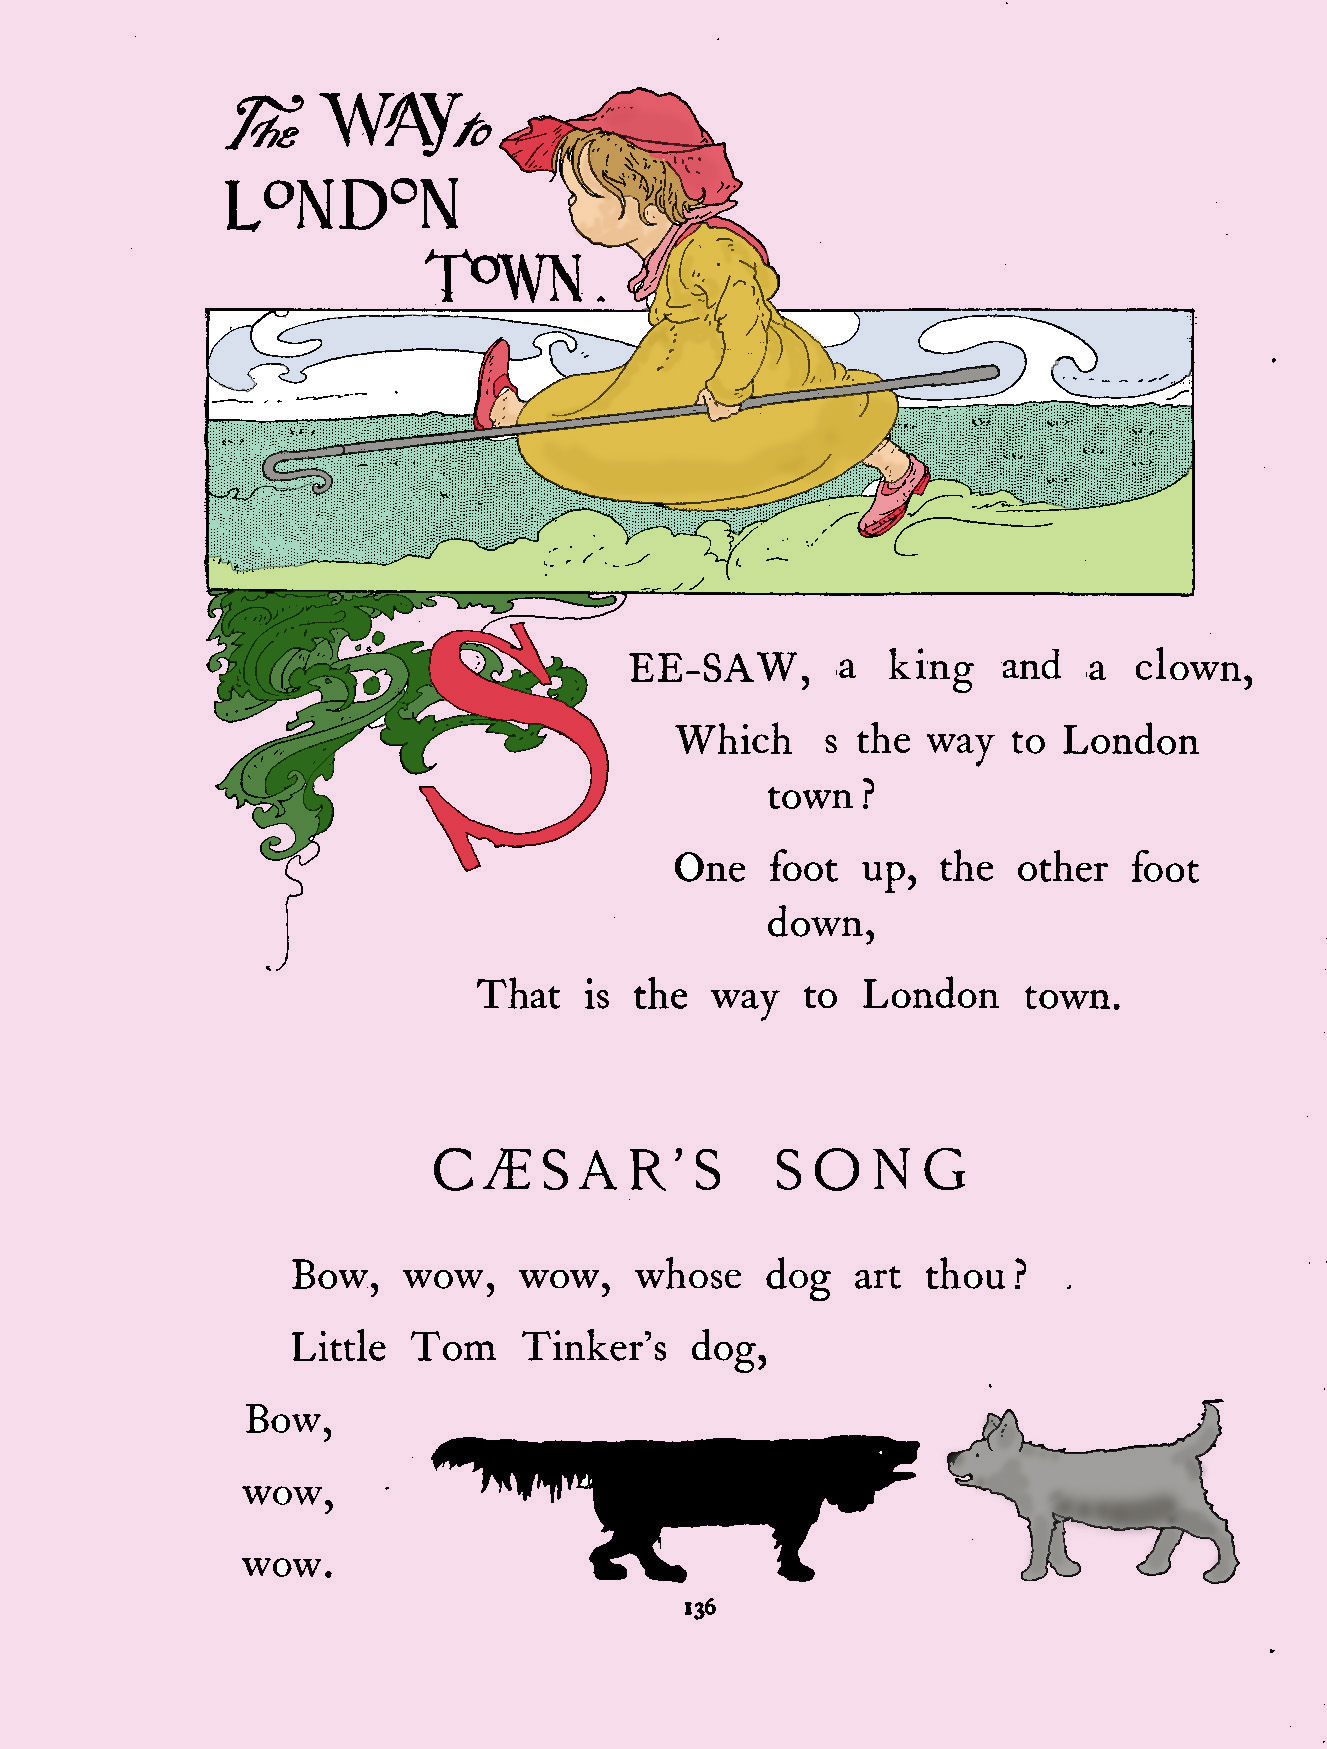 The WAY to
LONDON
TOWN.
SEE-SAW, a king and a clown,
Which s the way to London
town?
One foot up, the other foot
down,
That is the way to London town.
CÆSAR'S SONG
Bow, wow, wow, whose dog art thou?
Little Tom Tinker's dog,
Bow,
wow,
wow.
136